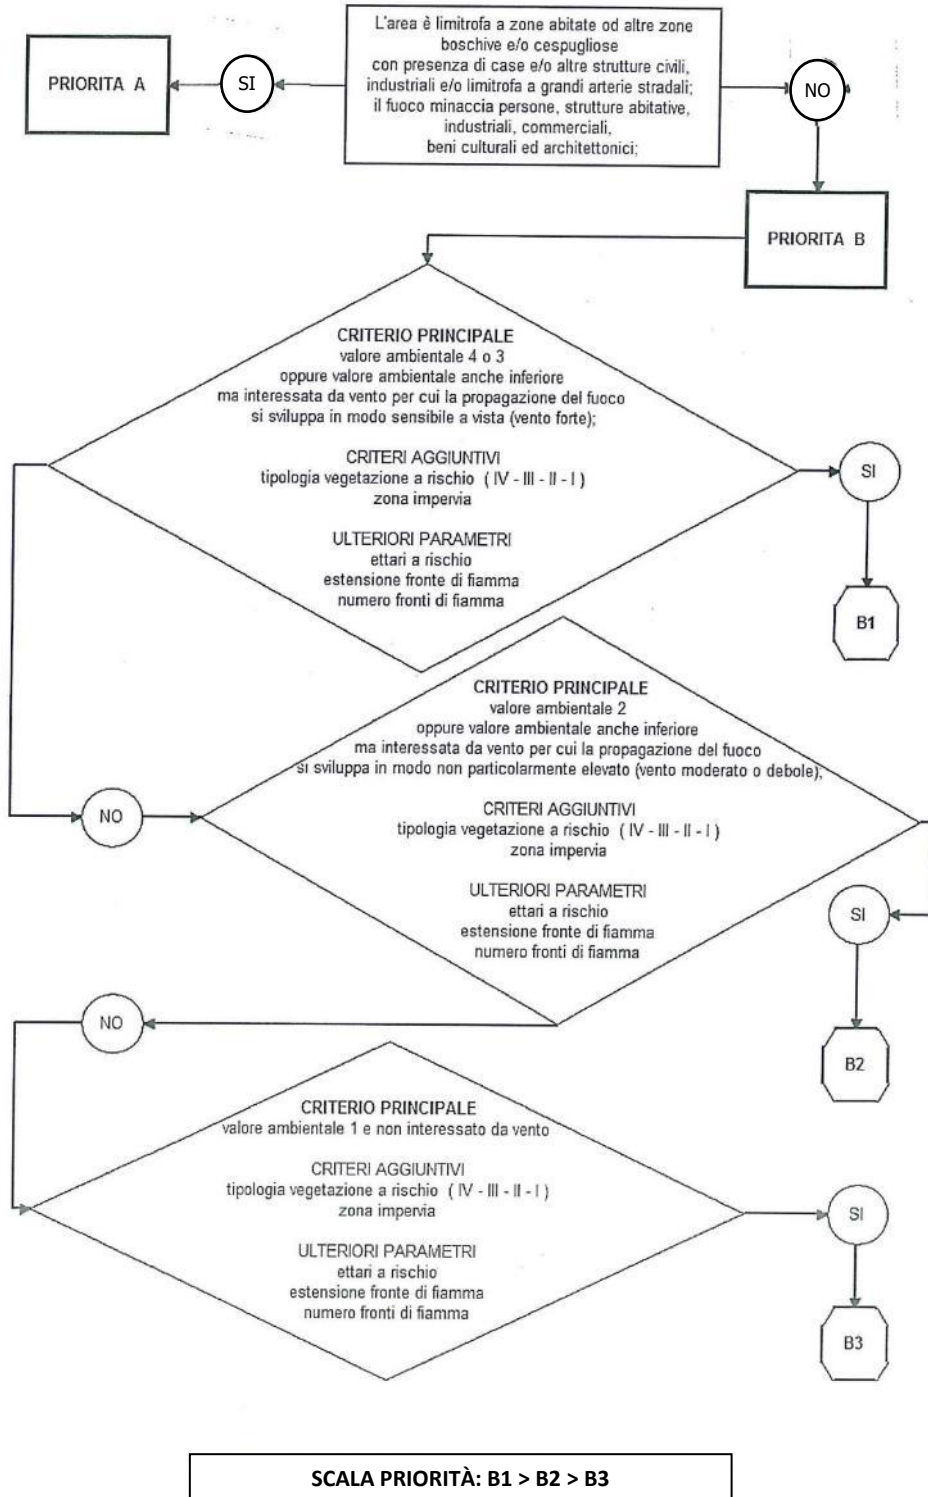 L'area è limitrofa a zone abitate od altre zone
boschive e/o cespugliose
con presenza di case e/o altre strutture civili,
industriali e/o limitrofa a grandi arterie stradali;
il fuoco minaccia persone, strutture abitative,
industriali, commerciali,
beni culturali ed architettonici;
PRIORITA A
SI
NO
PRIORITA B
CRITERIO PRINCIPALE
valore ambientale 4 o 3
oppure valore ambientale anche inferiore
ma interessata da vento per cui la propagazione del fuoco
si sviluppa in modo sensibile a vista (vento forte);
CRITERI AGGIUNTIVI
tipologia vegetazione a rischio ( IV - III - II - I )
zona impervia
ULTERIORI PARAMETRI
ettari a rischio
estensione fronte di fiamma
numero fronti di fiamma
SI
B1
NO
CRITERIO PRINCIPALE
valore ambientale 2
oppure valore ambientale anche inferiore
ma interessata da vento per cui la propagazione del fuoco
si sviluppa in modo non particolarmente elevato (vento moderato o debole);
CRITERI AGGIUNTIVI
tipologia vegetazione a rischio ( IV - III - II - I )
zona impervia
ULTERIORI PARAMETRI
ettari a rischio
estensione fronte di fiamma
numero fronti di fiamma
SI
B2
NO
CRITERIO PRINCIPALE
valore ambientale 1 e non interessato da vento
CRITERI AGGIUNTIVI
tipologia vegetazione a rischio ( IV - III - II - I )
zona impervia
ULTERIORI PARAMETRI
ettari a rischio
estensione fronte di fiamma
numero fronti di fiamma
SI
B3
SCALA PRIORITÀ: B1 > B2 > B3